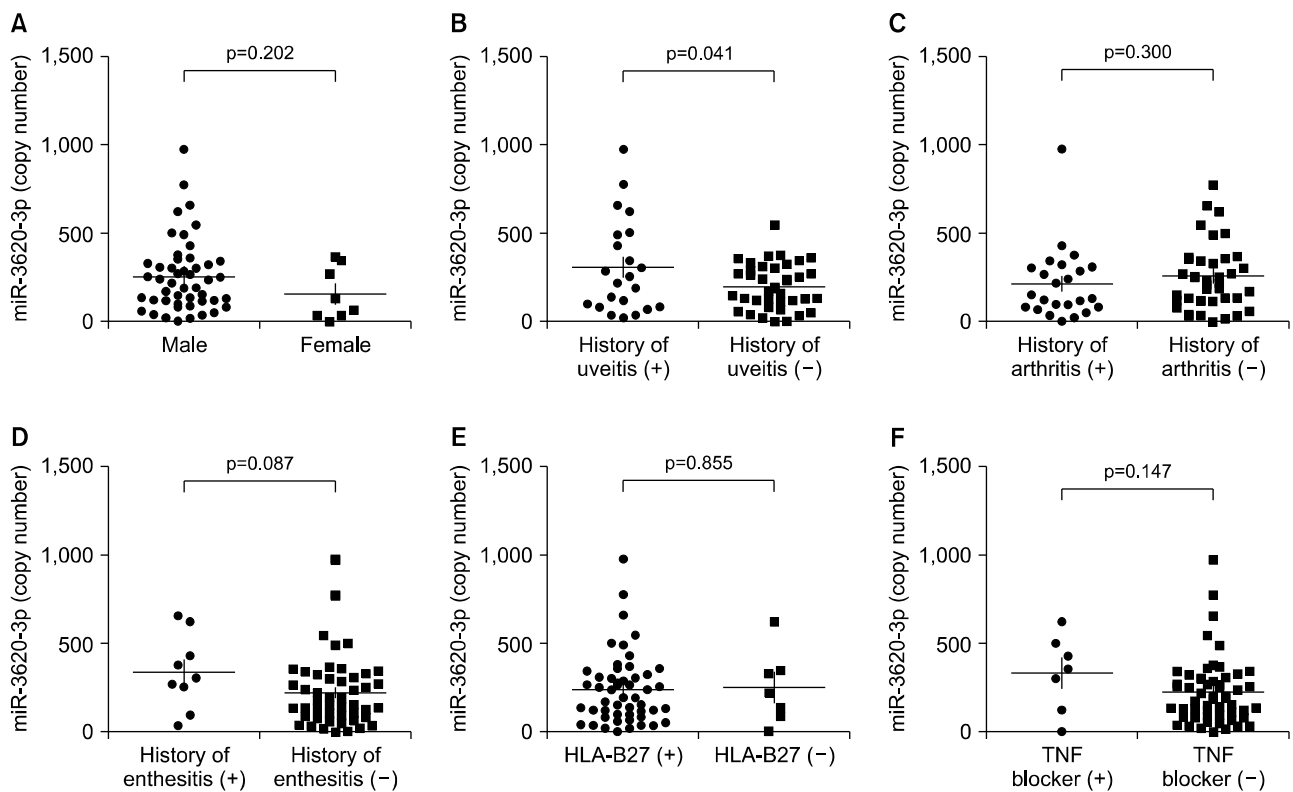 A
miR-3620-3p (copy number)
1,500
1,000
500
0
p=0.202
Male
Female
B
miR-3620-3p (copy number)
1,500
1,000
500
0
p=0.041
History of
uveitis (+)
History of
uveitis (−)
C
miR-3620-3p (copy number)
1,500
1,000
500
0
p=0.300
History of
arthritis (+)
History of
arthritis (−)
D
miR-3620-3p (copy number)
1,500
1,000
500
0
p=0.087
History of
enthesitis (+)
History of
enthesitis (−)
E
miR-3620-3p (copy number)
1,500
1,000
500
0
p=0.855
HLA-B27 (+)
HLA-B27 (−)
F
miR-3620-3p (copy number)
1,500
1,000
500
0
p=0.147
TNF
blocker (+)
TNF
blocker (−)